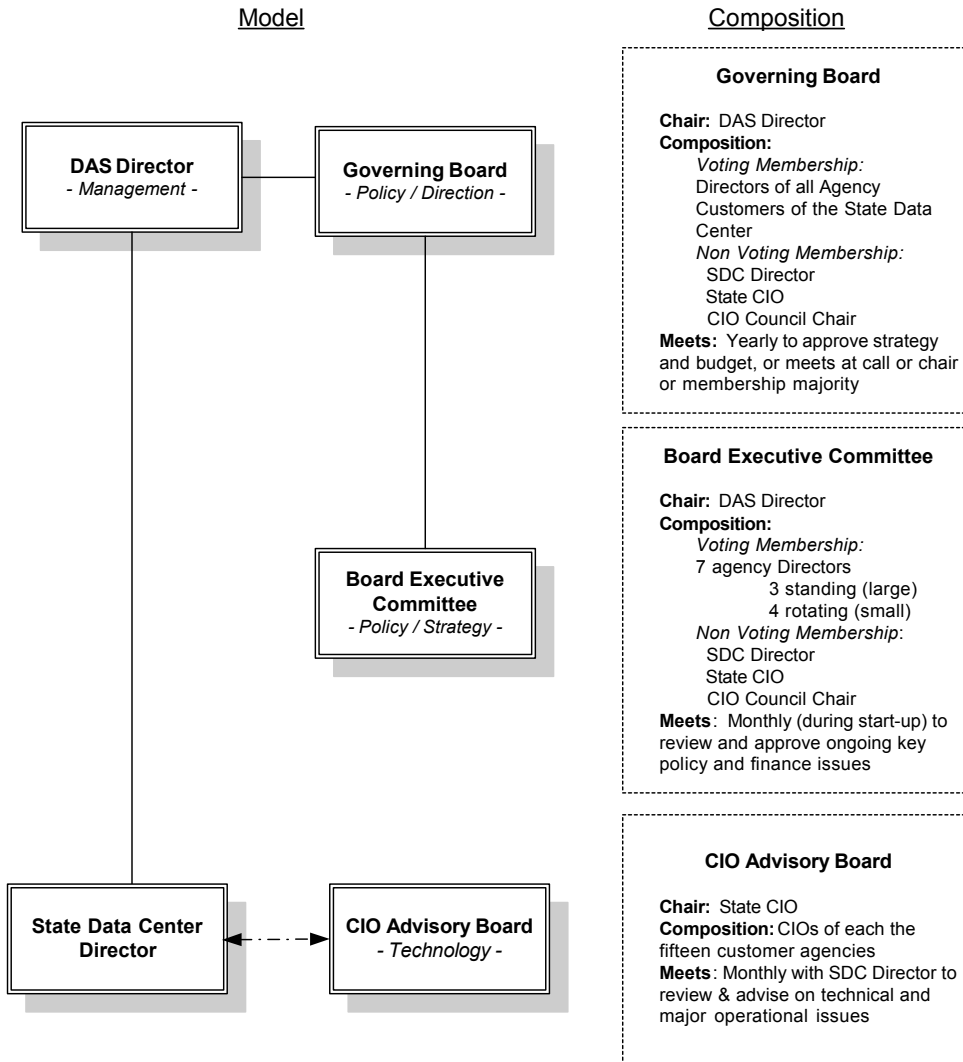 Model
DAS Director
- Management -
Governing Board
- Policy / Direction -
Board Executive
Committee
- Policy / Strategy -
State Data Center
Director
CIO Advisory Board
- Technology -
Composition
Governing Board
Chair: DAS Director
Composition:
Voting Membership:
Directors of all Agency
Customers of the State Data
Center
Non Voting Membership:
SDC Director
State CIO
CIO Council Chair
Meets: Yearly to approve strategy
and budget, or meets at call or chair
or membership majority
Board Executive Committee
Chair: DAS Director
Composition:
Voting Membership:
7 agency Directors
3 standing (large)
4 rotating (small)
Non Voting Membership:
SDC Director
State CIO
CIO Council Chair
Meets: Monthly (during start-up) to
review and approve ongoing key
policy and finance issues
CIO Advisory Board
Chair: State CIO
Composition: CIOs of each the
fifteen customer agencies
Meets: Monthly with SDC Director to
review & advise on technical and
major operational issues